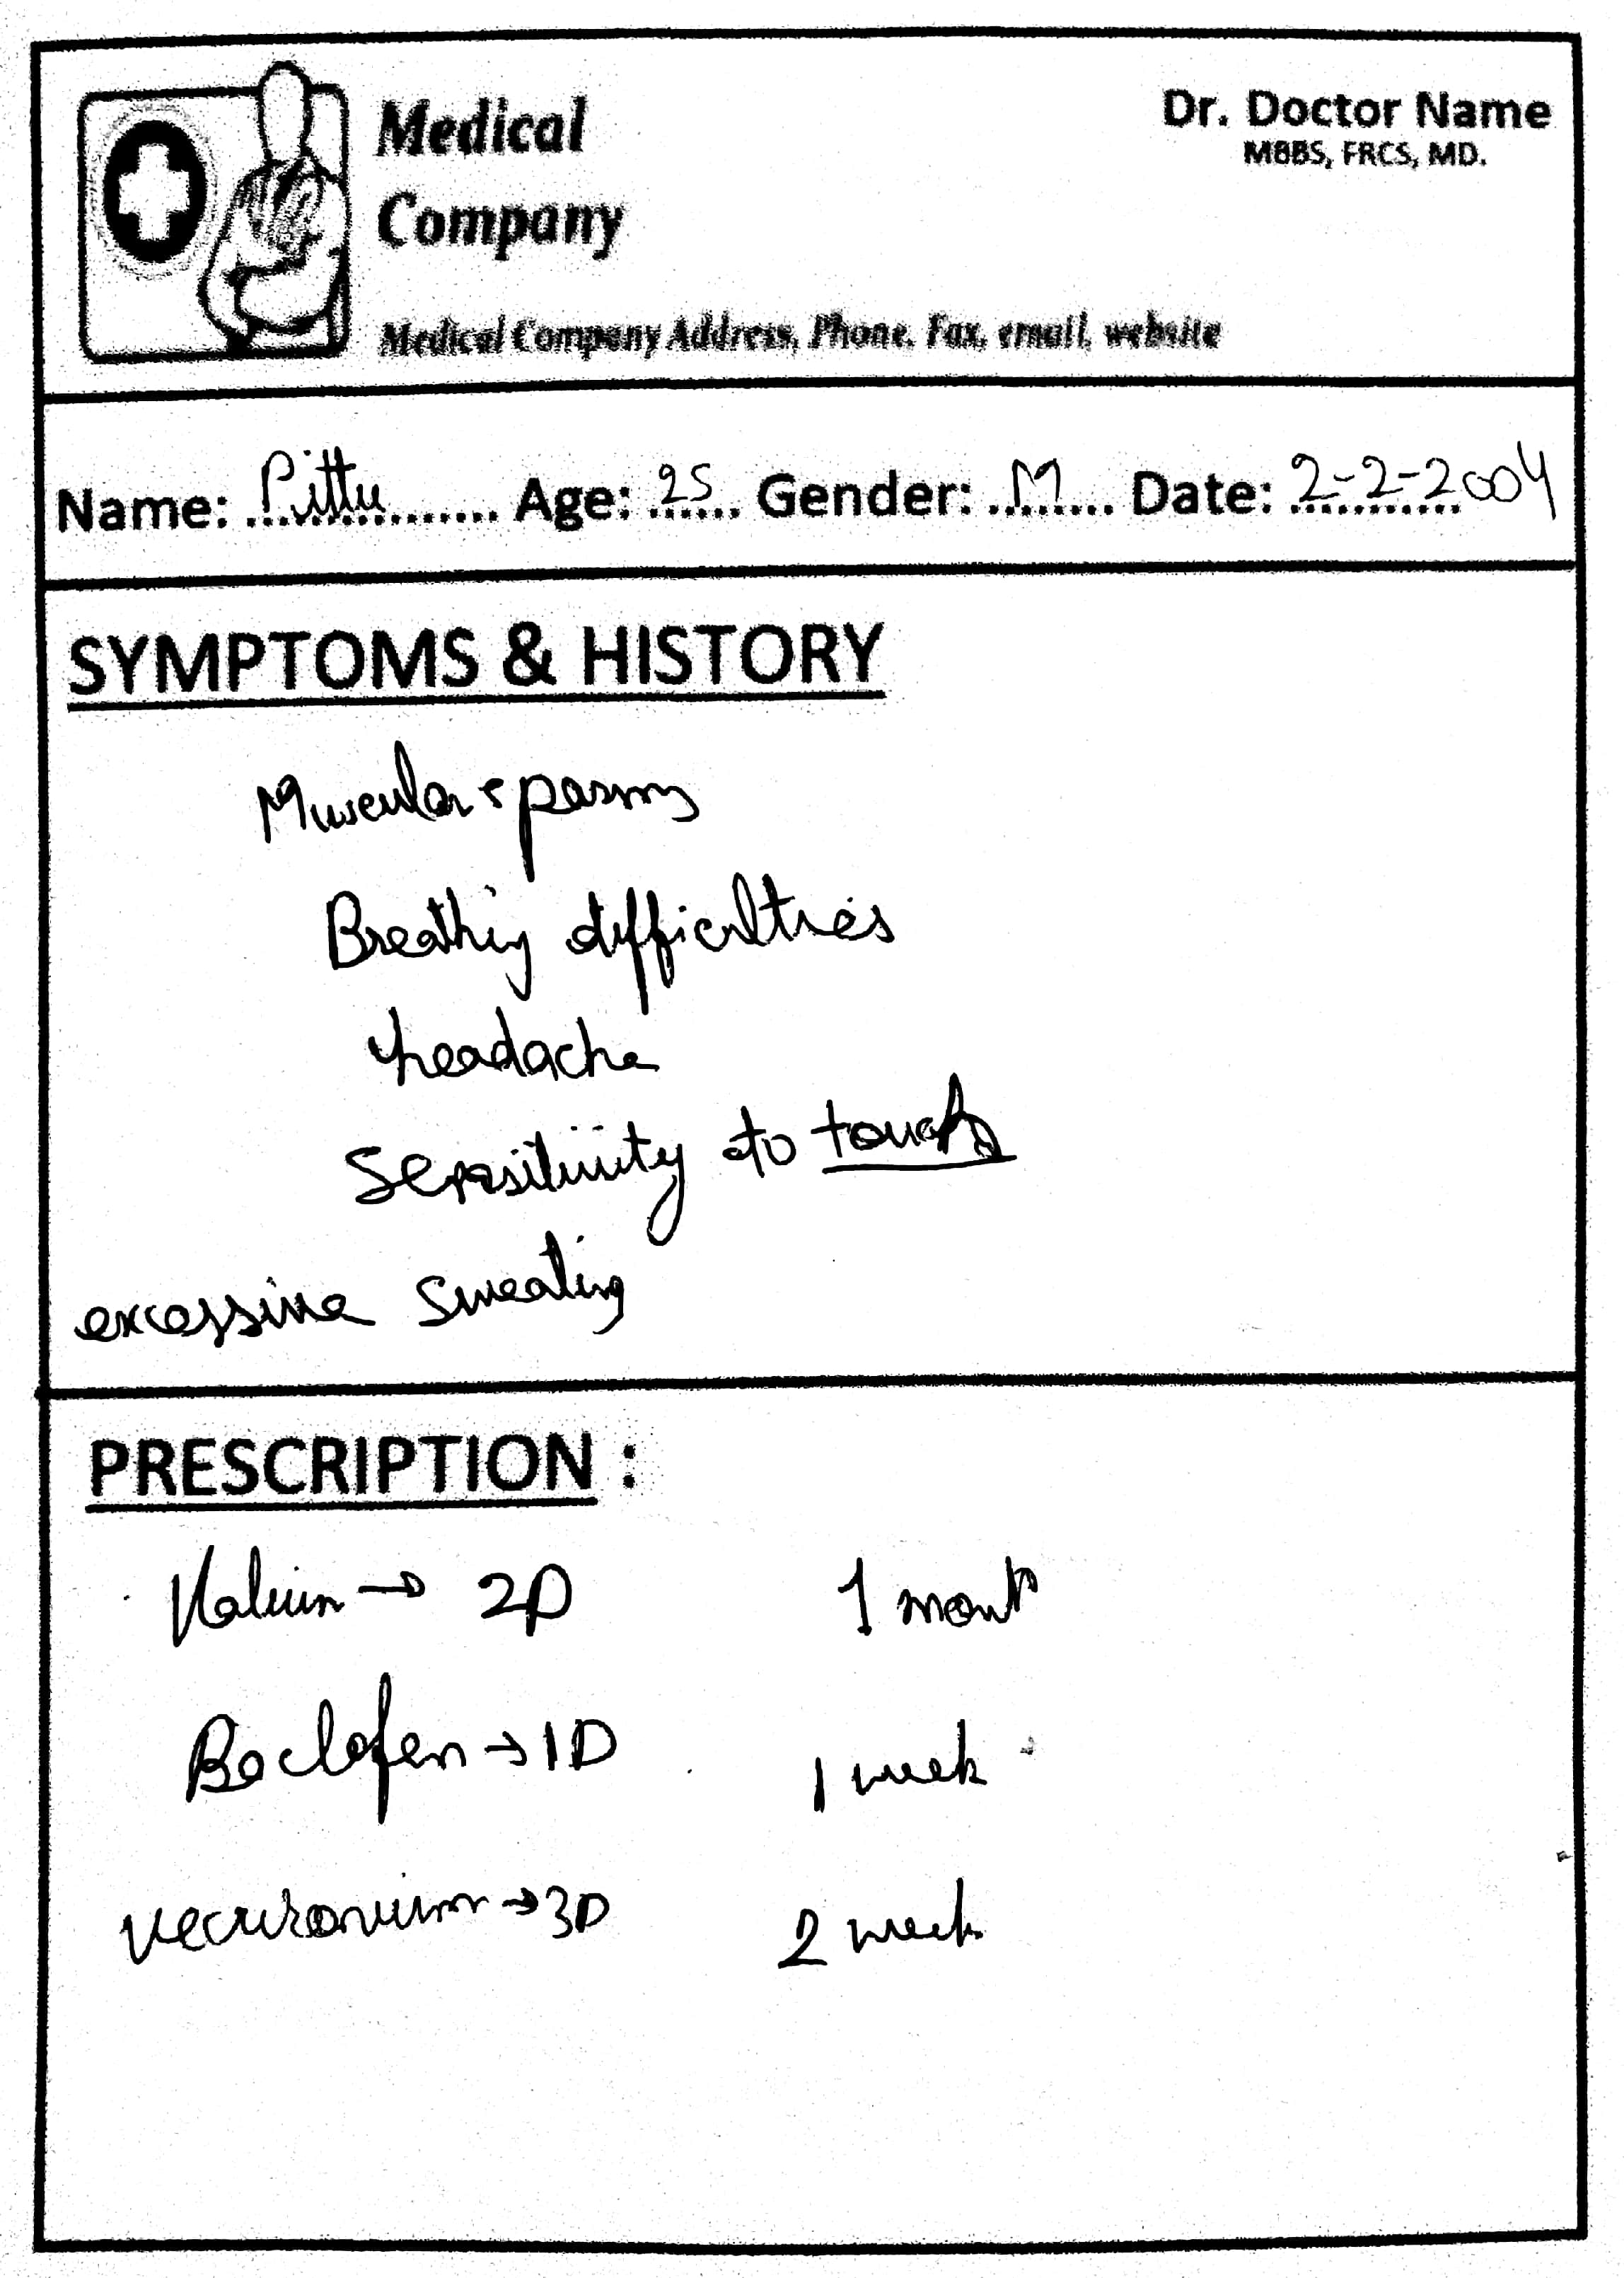 Medical
Company
Dr. Doctor Name
MBBS, FRCS, MD.
Medical Company Address, Phone, Fax, email, website
Name: Pittu Age: 25 Gender: M Date: 2-2-2004
SYMPTOMS & HISTORY
Muscular spasms
Breathing difficulties
headache
Sensitivity to touch
excessive sweating
PRESCRIPTION :
Valium → 2D 1 month
Baclofen → 1D 1 week
vecuronium → 3D 2 week